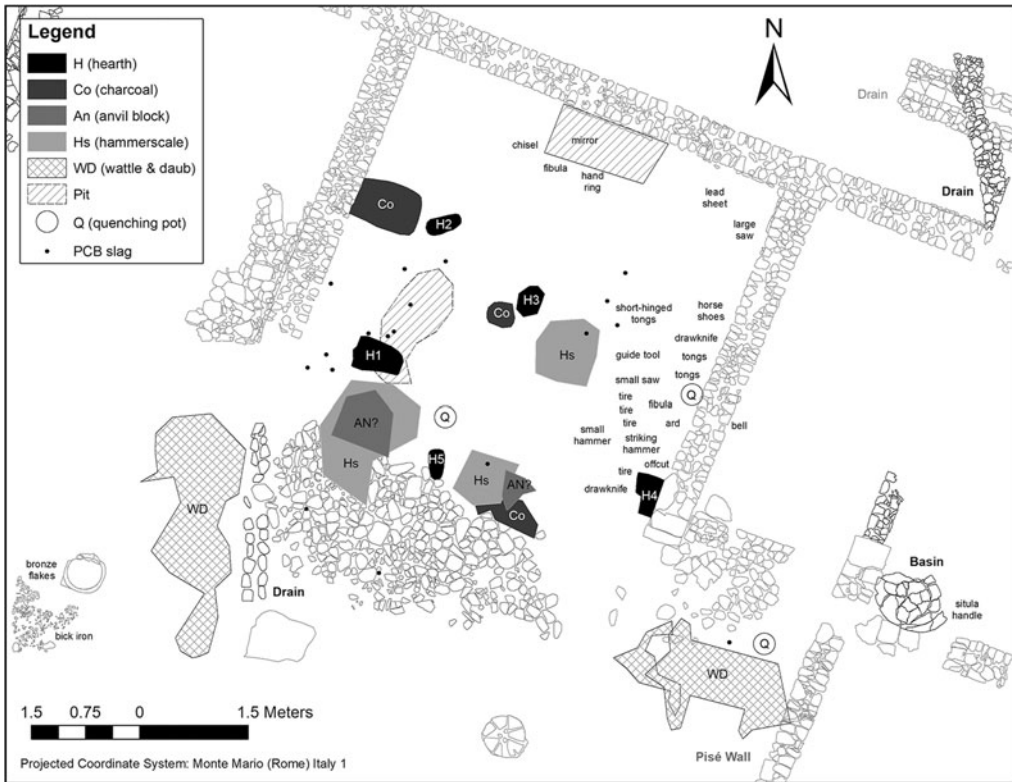 Legend
H (hearth)
Co (charcoal)
An (anvil block)
Hs (hammerscale)
WD (wattle & daub)
Pit
Q (quenching pot)
PCB slag
N
Drain
Drain
chisel
mirror
fibula
hand
ring
lead
sheet
large
saw
Co
H2
H3
Co
short-hinged
tongs
horse
shoes
drawknife
Hs
guide tool
tongs
H1
small saw
tongs
Q
tire
tire
fibula
AN?
Q
tire
ard
bell
small
hammer
striking
hammer
Hs
H5
offcut
Hs
AN?
tire
drawknife
H4
WD
Co
bronze
flakes
Drain
Basin
situla
handle
bick iron
Q
WD
1.5 0.75 0 1.5 Meters
Pisé Wall
Projected Coordinate System: Monte Mario (Rome) Italy 1